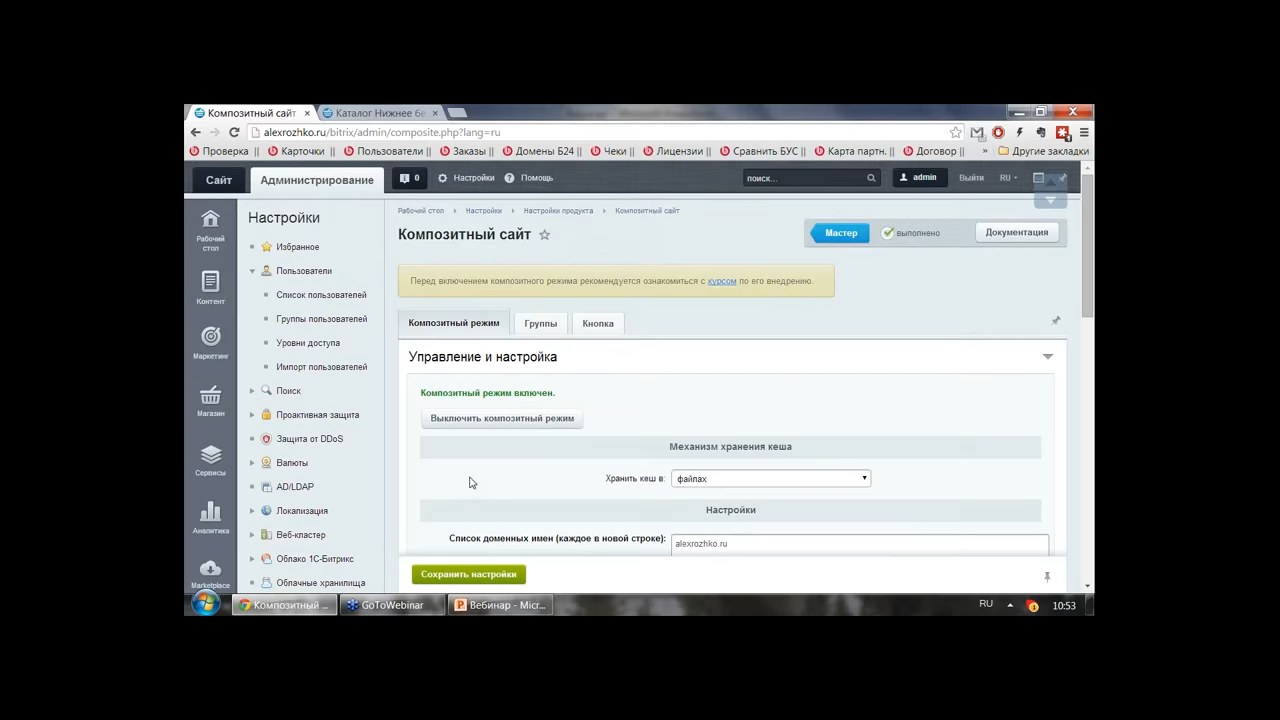 Композитный сайт
Каталог Нижнее бе
alexrozhko.ru/bitrix/admin/composite.php?lang=ru
Проверка || Карточки || Пользователи || Заказы || Домены Б24 || Чеки || Лицензии || Сравнить БУС || Карта партн. || Договор || » Другие закладки
Сайт Администрирование 0 Настройки Помощь поиск... admin Выйти RU
Рабочий стол
Контент
Маркетинг
Магазин
Сервисы
Аналитика
Marketplace
Настройки
Избранное
Пользователи
Список пользователей
Группы пользователей
Уровни доступа
Импорт пользователей
Поиск
Проактивная защита
Защита от DDoS
Валюты
AD/LDAP
Локализация
Веб-кластер
Облако 1С-Битрикс
Облачные хранилища
Рабочий стол Настройки Настройки продукта Композитный сайт
Композитный сайт
Мастер выполнено Документация
Перед включением композитного режима рекомендуется ознакомиться с курсом по его внедрению.
Композитный режим Группы Кнопка
Управление и настройка
Композитный режим включен.
Выключить композитный режим
Механизм хранения кеша
Хранить кеш в: файлах
Настройки
Список доменных имен (каждое в новой строке): alexrozhko.ru
Сохранить настройки
Композитный ... GoToWebinar Вебинар - Micr... RU 10:53